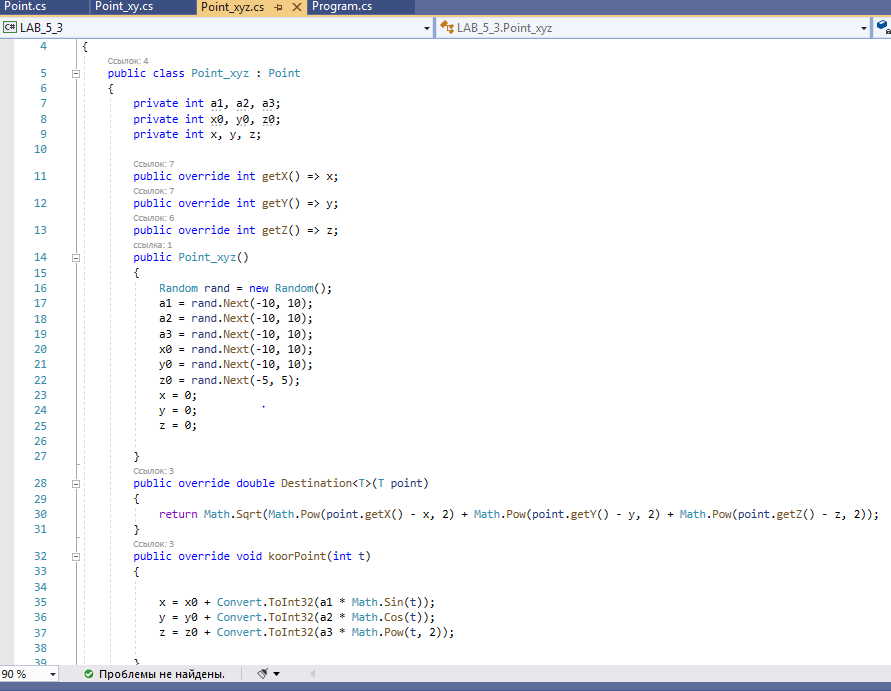 Point.cs Point_xy.cs Point_xyz.cs Program.cs
C# LAB_5_3 LAB_5_3.Point_xyz
4 {
Ссылок: 4
5 public class Point_xyz : Point
6 {
7 private int a1, a2, a3;
8 private int x0, y0, z0;
9 private int x, y, z;
10
Ссылок: 7
11 public override int getX() => x;
Ссылок: 7
12 public override int getY() => y;
Ссылок: 6
13 public override int getZ() => z;
ссылка: 1
14 public Point_xyz()
15 {
16 Random rand = new Random();
17 a1 = rand.Next(-10, 10);
18 a2 = rand.Next(-10, 10);
19 a3 = rand.Next(-10, 10);
20 x0 = rand.Next(-10, 10);
21 y0 = rand.Next(-10, 10);
22 z0 = rand.Next(-5, 5);
23 x = 0;
24 y = 0;
25 z = 0;
26
27 }
Ссылок: 3
28 public override double Destination<T>(T point)
29 {
30 return Math.Sqrt(Math.Pow(point.getX() - x, 2) + Math.Pow(point.getY() - y, 2) + Math.Pow(point.getZ() - z, 2));
31 }
Ссылок: 3
32 public override void koorPoint(int t)
33 {
34
35 x = x0 + Convert.ToInt32(a1 * Math.Sin(t));
36 y = y0 + Convert.ToInt32(a2 * Math.Cos(t));
37 z = z0 + Convert.ToInt32(a3 * Math.Pow(t, 2));
38
39 }
90 % Проблемы не найдены.